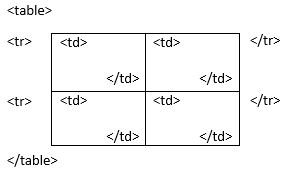 <table>
<tr> <td> <td> </tr>
</td> </td>
<tr> <td> <td> </tr>
</td> </td>
</table>